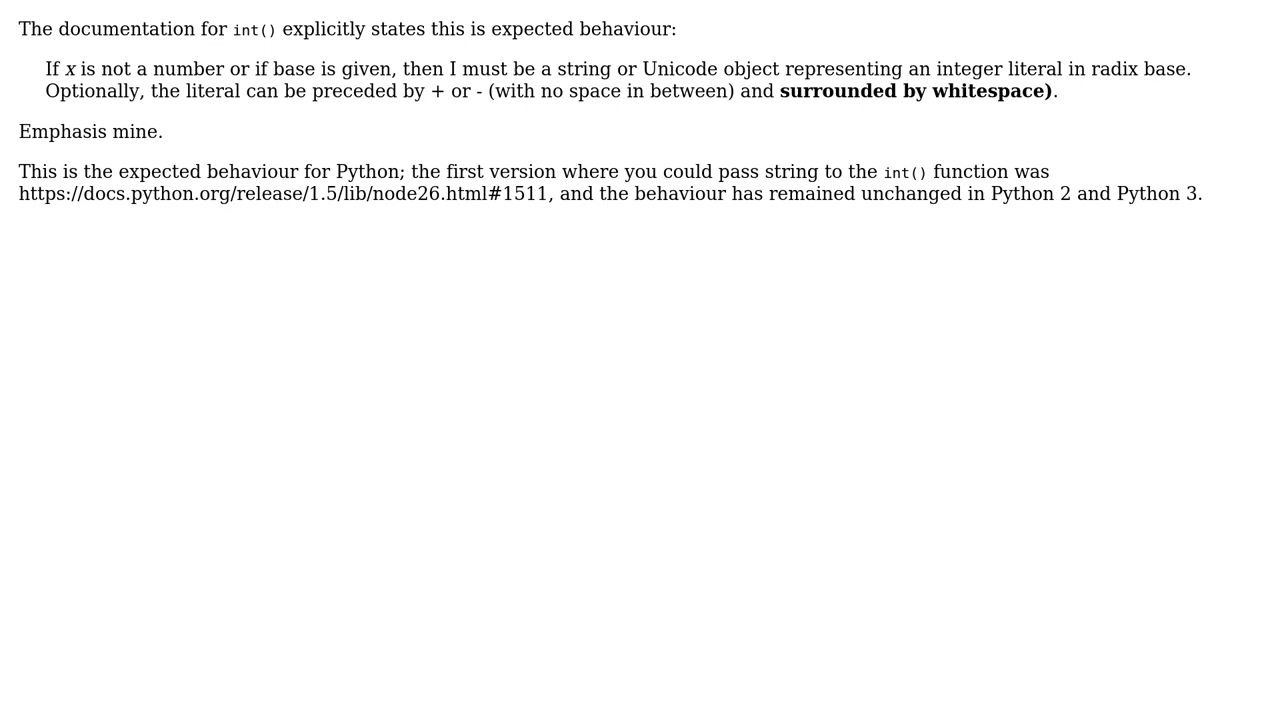 The documentation for int() explicitly states this is expected behaviour:
If x is not a number or if base is given, then I must be a string or Unicode object representing an integer literal in radix base.
Optionally, the literal can be preceded by + or - (with no space in between) and surrounded by whitespace).
Emphasis mine.
This is the expected behaviour for Python; the first version where you could pass string to the int() function was
https://docs.python.org/release/1.5/lib/node26.html#1511, and the behaviour has remained unchanged in Python 2 and Python 3.